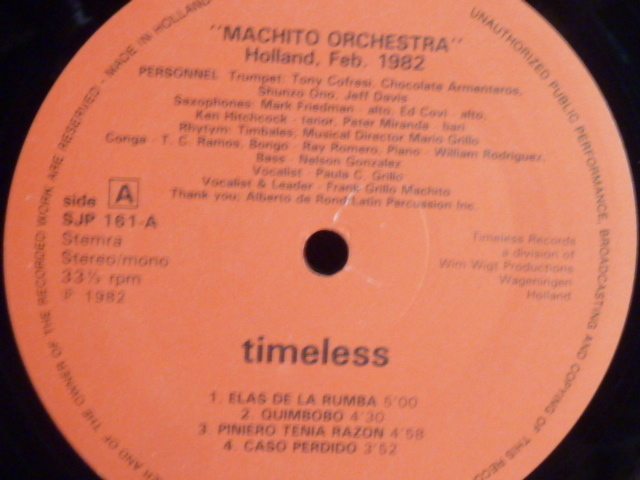 "MACHITO ORCHESTRA"
Holland, Feb. 1982
PERSONNEL Trumpet: Tony Cofresi, Chocolate Armenteros,
Shunzo Ono, Jeff Davis
Saxophones: Mark Friedman - alto, Ed Covi - alto,
Ken Hitchcock - tenor, Peter Miranda - bari
Rhytym: Timbales; Musical Director Mario Grillo
Conga - T. C. Ramos, Bongo - Ray Romero, Piano - William Rodriguez,
Bass - Nelson Gonzalez
Vocalist - Paula C. Grillo
Vocalist & Leader - Frank Grillo Machito
Thank you: Alberto de Rond/Latin Percussion Inc.
side A
SJP 161-A
Stemra
Stereo/mono
33⅓ rpm
P 1982
Timeless Records
a division of
Wim Wigt Productions
Wageningen
Holland
timeless
1. ELAS DE LA RUMBA 5'00
2. QUIMBOBO 4'30
3. PINIERO TENIA RAZON 4'58
4. CASO PERDIDO 3'52
AND OF THE OWNER OF THE RECORDED WORK ARE RESERVED - MADE IN HOLLAND
UNAUTHORIZED PUBLIC PERFORMANCE, BROADCASTING AND COPYING OF THIS